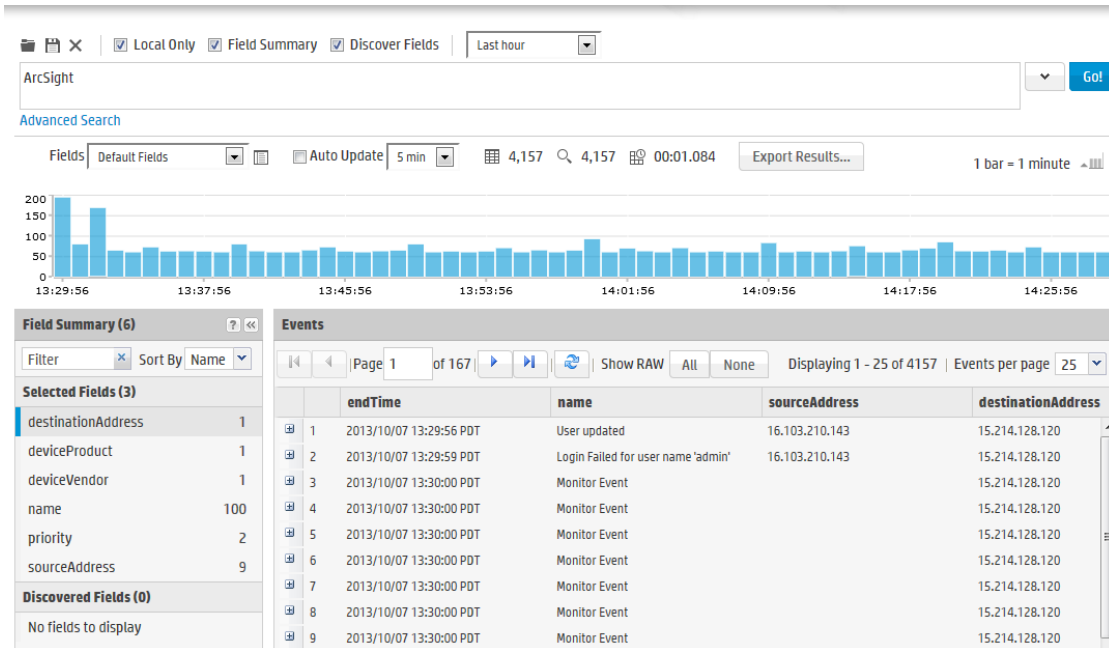 Local Only Field Summary Discover Fields Last hour
ArcSight
Go!
Advanced Search
Fields Default Fields Auto Update 5 min 4,157 4,157 00:01.084 Export Results... 1 bar = 1 minute
200
150
100
50
0
13:29:56 13:37:56 13:45:56 13:53:56 14:01:56 14:09:56 14:17:56 14:25:56
Field Summary (6) ? «
Filter × Sort By Name
Selected Fields (3)
destinationAddress 1
deviceProduct 1
deviceVendor 1
name 100
priority 2
sourceAddress 9
Discovered Fields (0)
No fields to display
Events
Page 1 of 167 Show RAW All None Displaying 1 - 25 of 4157 Events per page 25
endTime name sourceAddress destinationAddress
1 2013/10/07 13:29:56 PDT User updated 16.103.210.143 15.214.128.120
2 2013/10/07 13:29:59 PDT Login Failed for user name 'admin' 16.103.210.143 15.214.128.120
3 2013/10/07 13:30:00 PDT Monitor Event 15.214.128.120
4 2013/10/07 13:30:00 PDT Monitor Event 15.214.128.120
5 2013/10/07 13:30:00 PDT Monitor Event 15.214.128.120
6 2013/10/07 13:30:00 PDT Monitor Event 15.214.128.120
7 2013/10/07 13:30:00 PDT Monitor Event 15.214.128.120
8 2013/10/07 13:30:00 PDT Monitor Event 15.214.128.120
9 2013/10/07 13:30:00 PDT Monitor Event 15.214.128.120